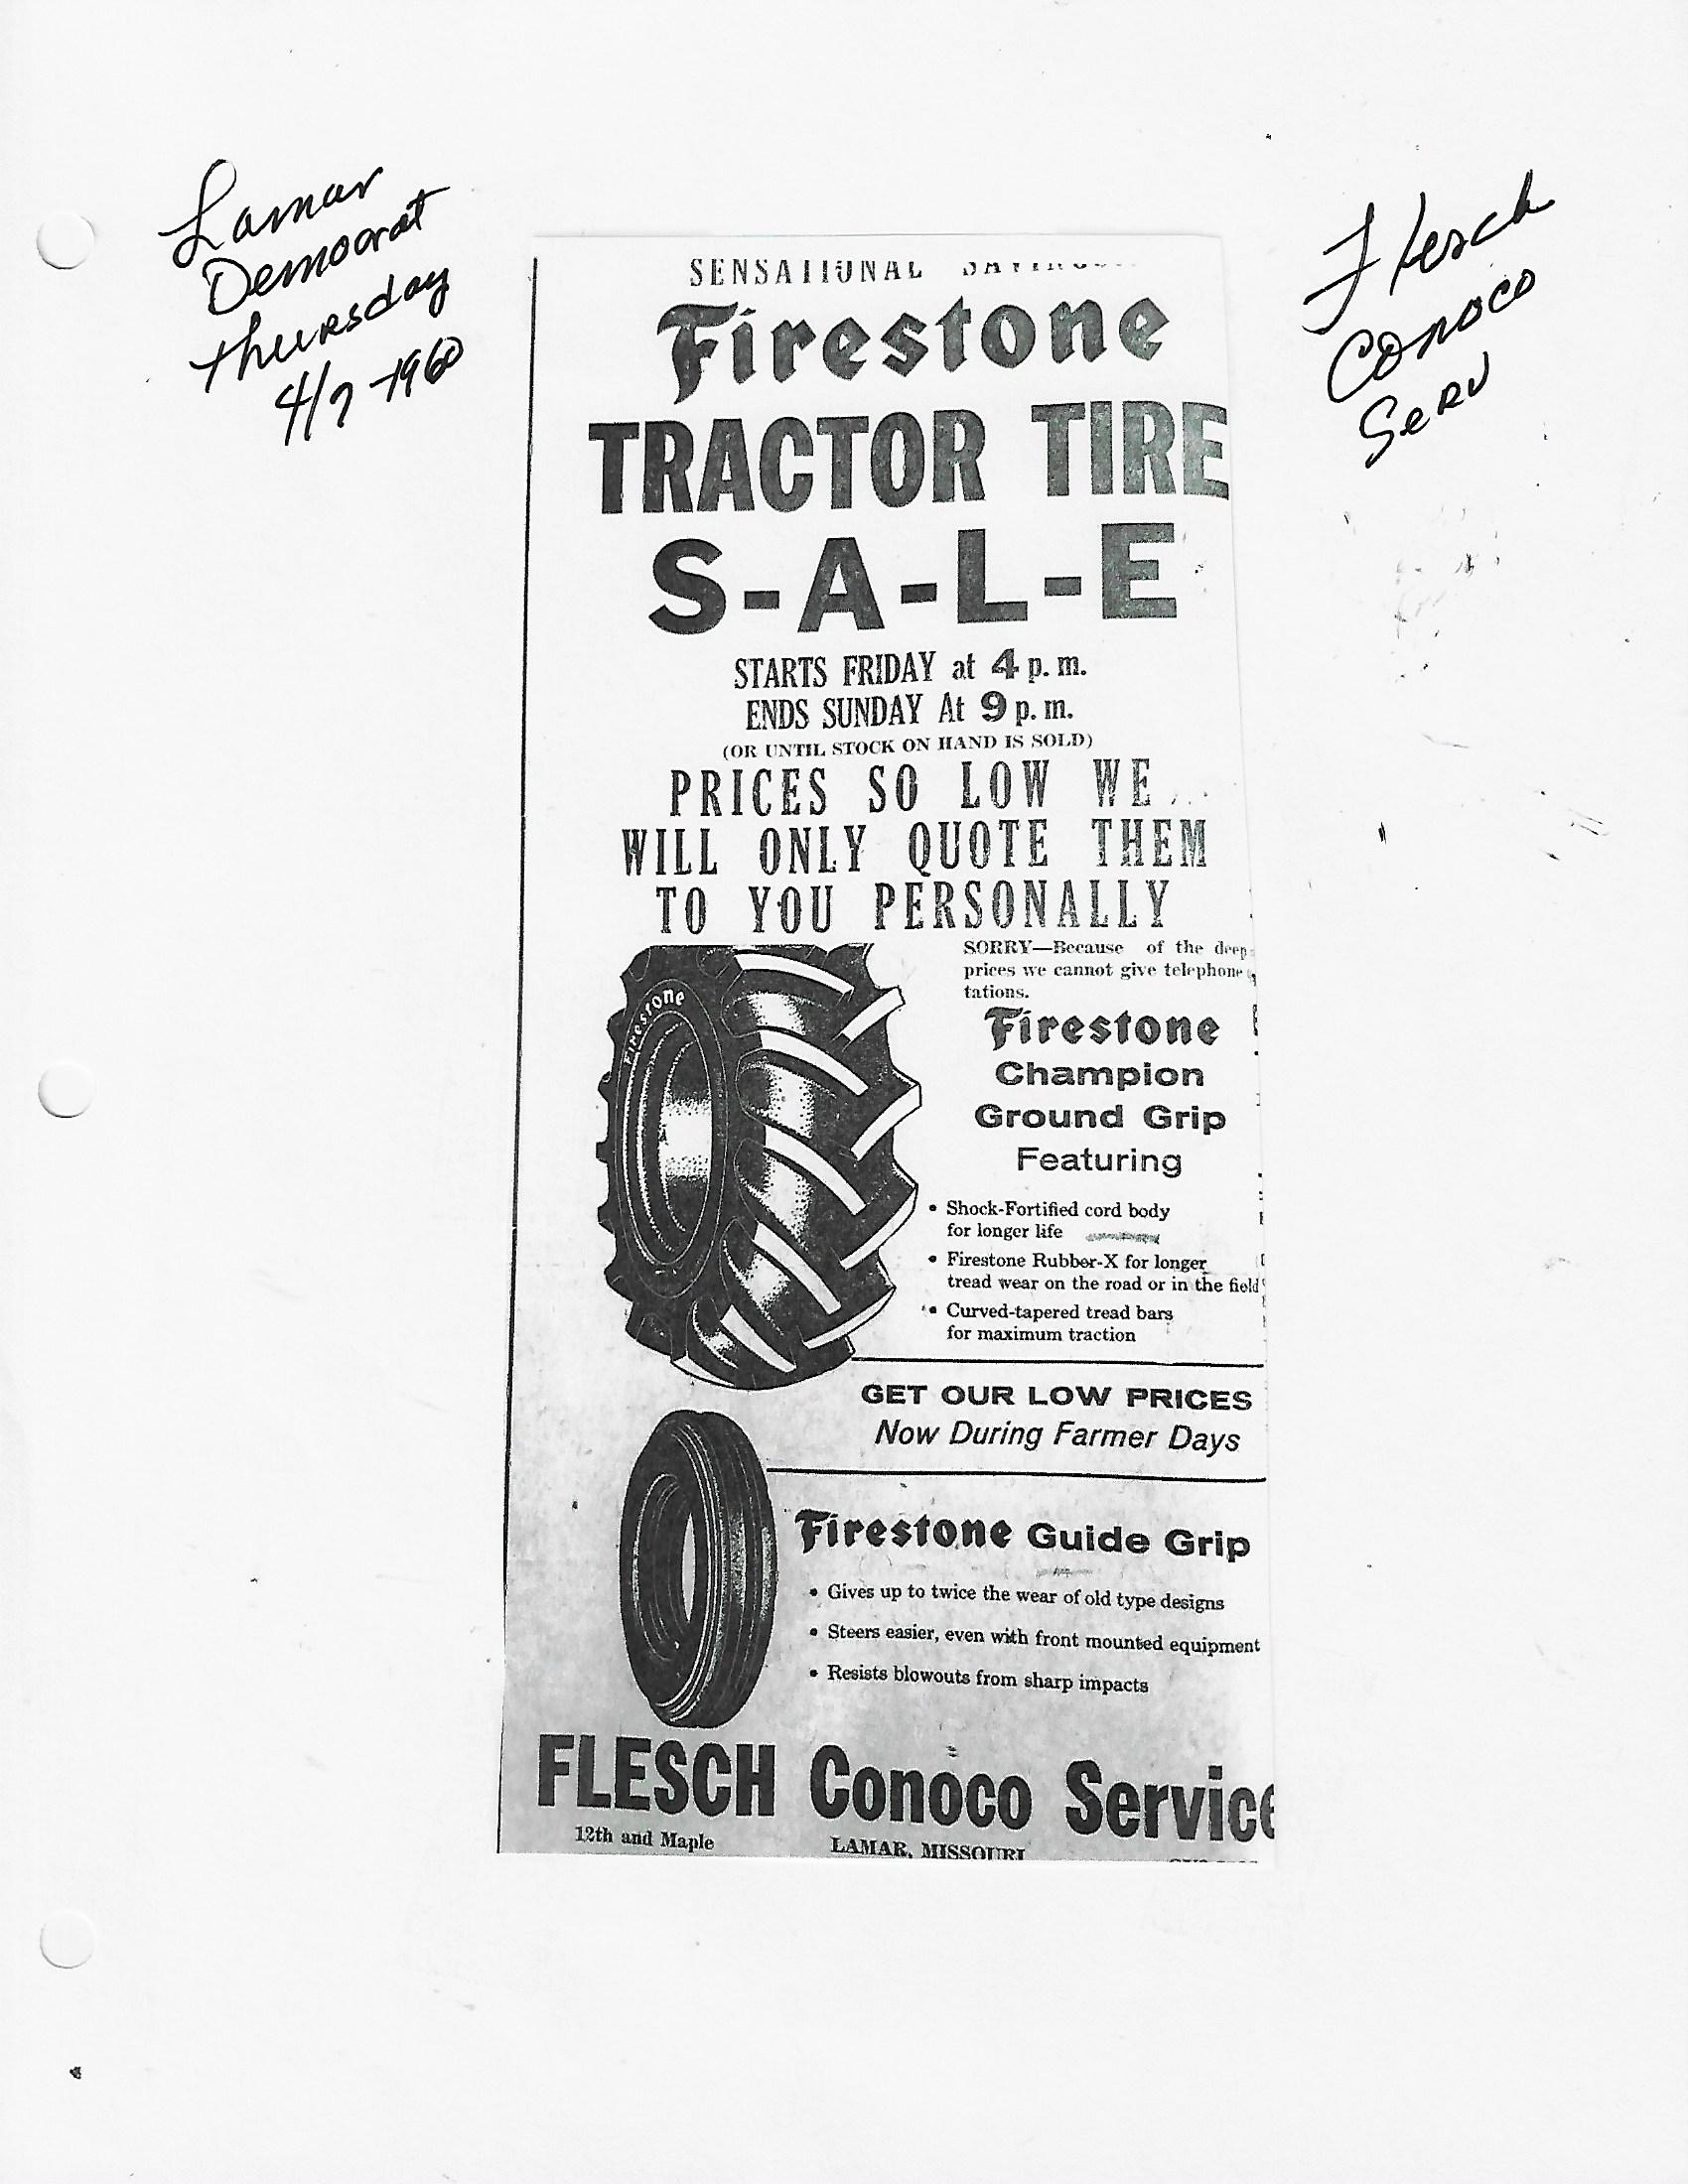 Lamar
Democrat
thursday
4/7-1960
Flesch
Conoco
Serv
SENSATIONAL SAVINGS
Firestone
TRACTOR TIRE
S-A-L-E
STARTS FRIDAY at 4 p. m.
ENDS SUNDAY At 9 p. m.
(OR UNTIL STOCK ON HAND IS SOLD)
PRICES SO LOW WE
WILL ONLY QUOTE THEM
TO YOU PERSONALLY
SORRY—Because of the deep
prices we cannot give telephone
tations.
Firestone
Firestone
Champion
Ground Grip
Featuring
• Shock-Fortified cord body
for longer life
• Firestone Rubber-X for longer
tread wear on the road or in the field
• Curved-tapered tread bars
for maximum traction
GET OUR LOW PRICES
Now During Farmer Days
Firestone Guide Grip
• Gives up to twice the wear of old type designs
• Steers easier, even with front mounted equipment
• Resists blowouts from sharp impacts
FLESCH Conoco Service
12th and Maple LAMAR, MISSOURI